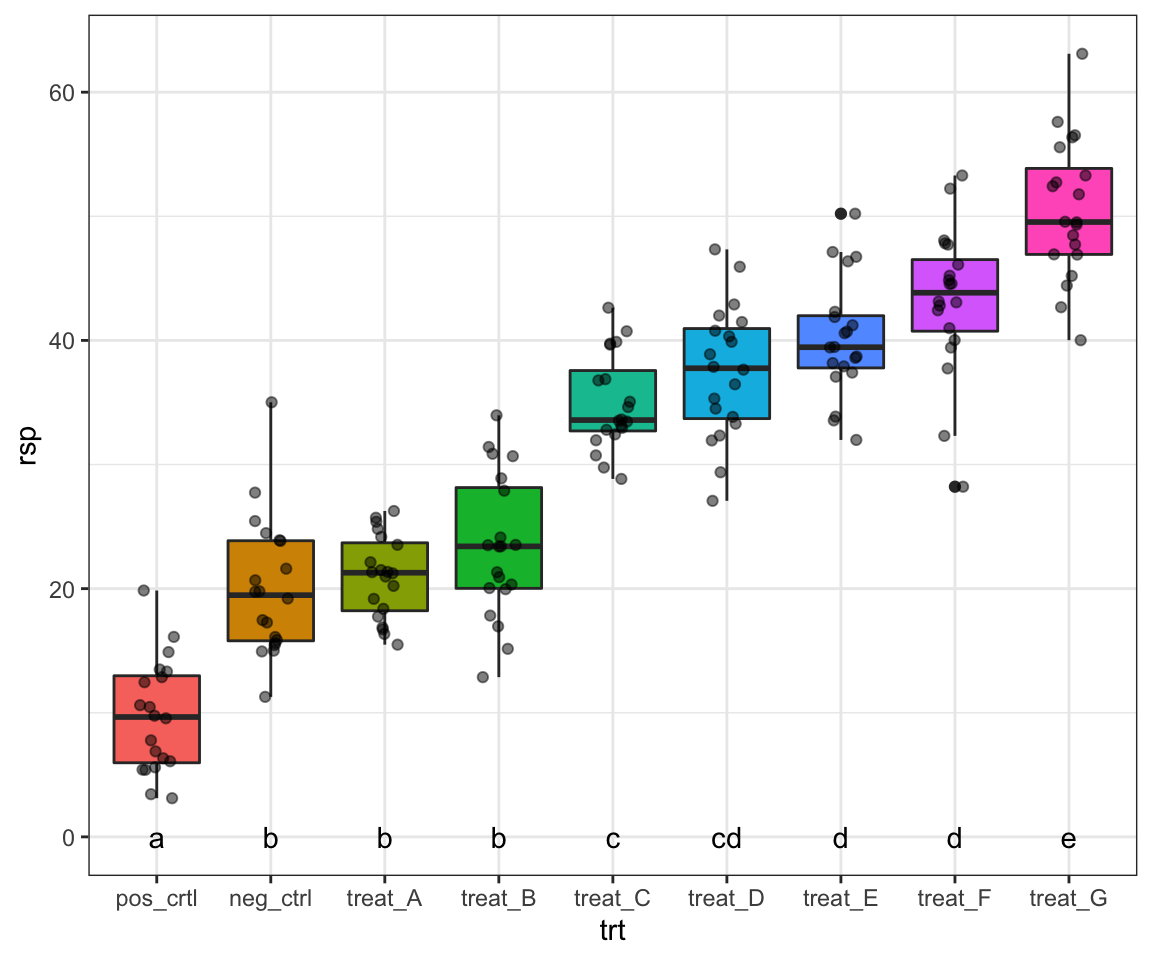 60
40
20
0
rsp
a b b b c cd d d e
pos_crtl neg_ctrl treat_A treat_B treat_C treat_D treat_E treat_F treat_G
trt